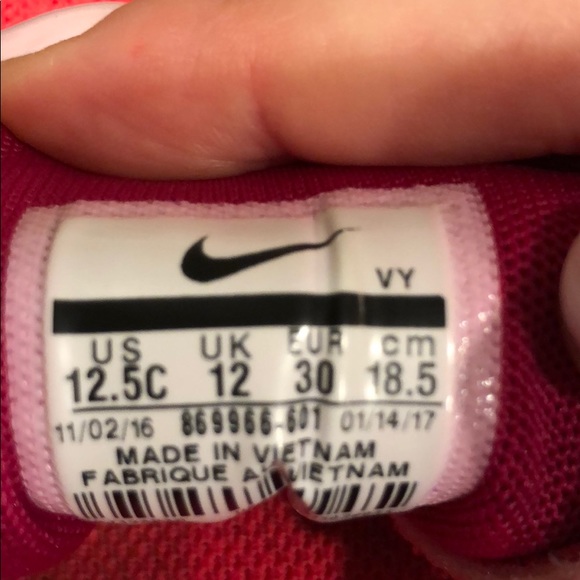 VY
US UK EUR cm
12.5C 12 30 18.5
11/02/16 869966-601 01/14/17
MADE IN VIETNAM
FABRIQUE AU VIETNAM